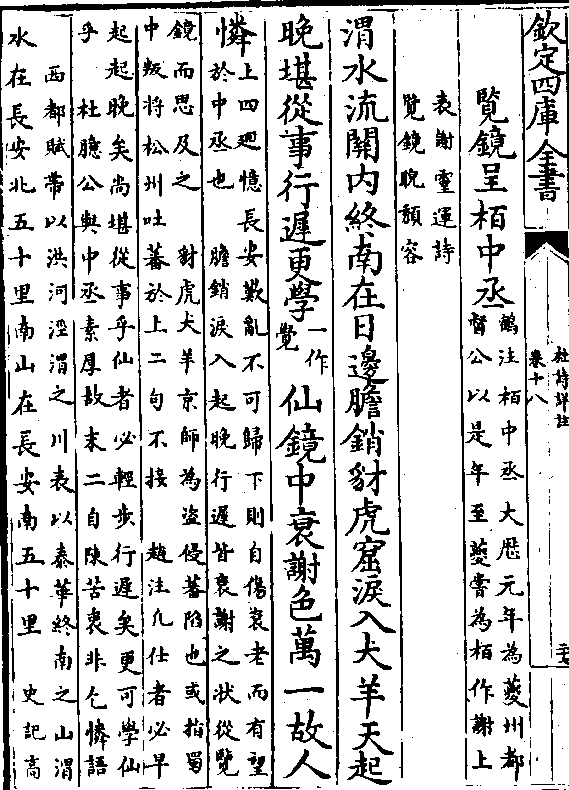 欽定四庫全書
杜詩詳註
卷十八
覧鏡呈栢中丞
鶴注栢中丞大厯元年為夔州都
督公以是年至夔嘗為栢作謝上
表謝靈運詩
覽鏡睨頽容
渭水流關内終南在日邊膽銷豺虎窟淚入犬羊天起
晚堪從事行遲更學
一作
覺
仙鏡中衰謝色萬一故人
憐
上四廻憶長安歎亂不可歸下則自傷衰老而有望
於中丞也 膽銷淚入起晚行遲皆衰謝之狀從覽
鏡而思及之 豺虎犬羊京師為盗侵蕃陷也或指蜀
中叛將松州吐蕃於上二句不接 趙注凡仕者必早
起起晚矣尚堪從事乎仙者必輕步行遲矣更可學仙
乎 杜臆公與中丞素厚故末二自陳苦衷非乞憐語
西都賦帶以洪河涇渭之川表以泰華終南之山渭
水在長安北五十里南山在長安南五十里 史記高